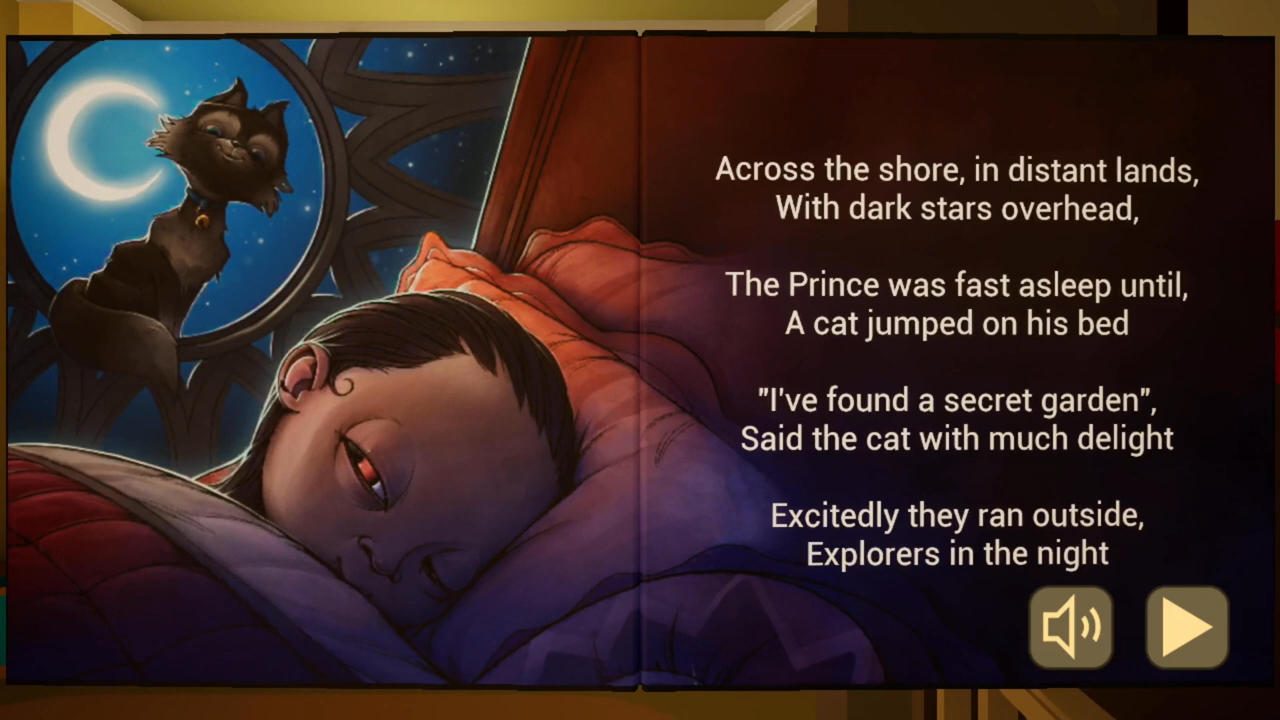 Across the shore, in distant lands,
With dark stars overhead,
The Prince was fast asleep until,
A cat jumped on his bed
"I've found a secret garden",
Said the cat with much delight
Excitedly they ran outside,
Explorers in the night